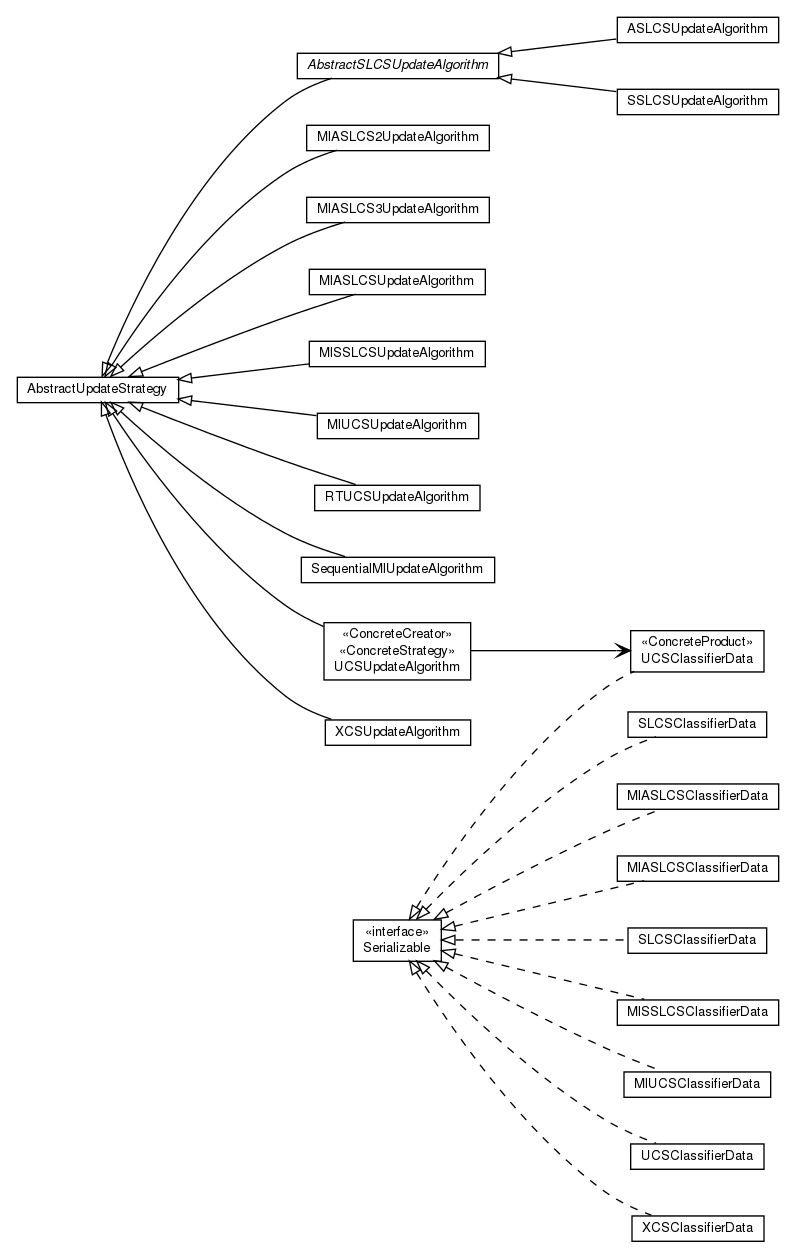 ASLCSUpdateAlgorithm
AbstractSLCSUpdateAlgorithm
SSLCSUpdateAlgorithm
MIASLCS2UpdateAlgorithm
MIASLCS3UpdateAlgorithm
MIASLCSUpdateAlgorithm
MISSLCSUpdateAlgorithm
AbstractUpdateStrategy
MIUCSUpdateAlgorithm
RTUCSUpdateAlgorithm
SequentialMlUpdateAlgorithm
«ConcreteCreator»
«ConcreteStrategy»
UCSUpdateAlgorithm
«ConcreteProduct»
UCSClassifierData
SLCSClassifierData
XCSUpdateAlgorithm
MIASLCSClassifierData
MIASLCSClassifierData
«interface»
Serializable
SLCSClassifierData
MISSLCSClassifierData
MIUCSClassifierData
UCSClassifierData
XCSClassifierData